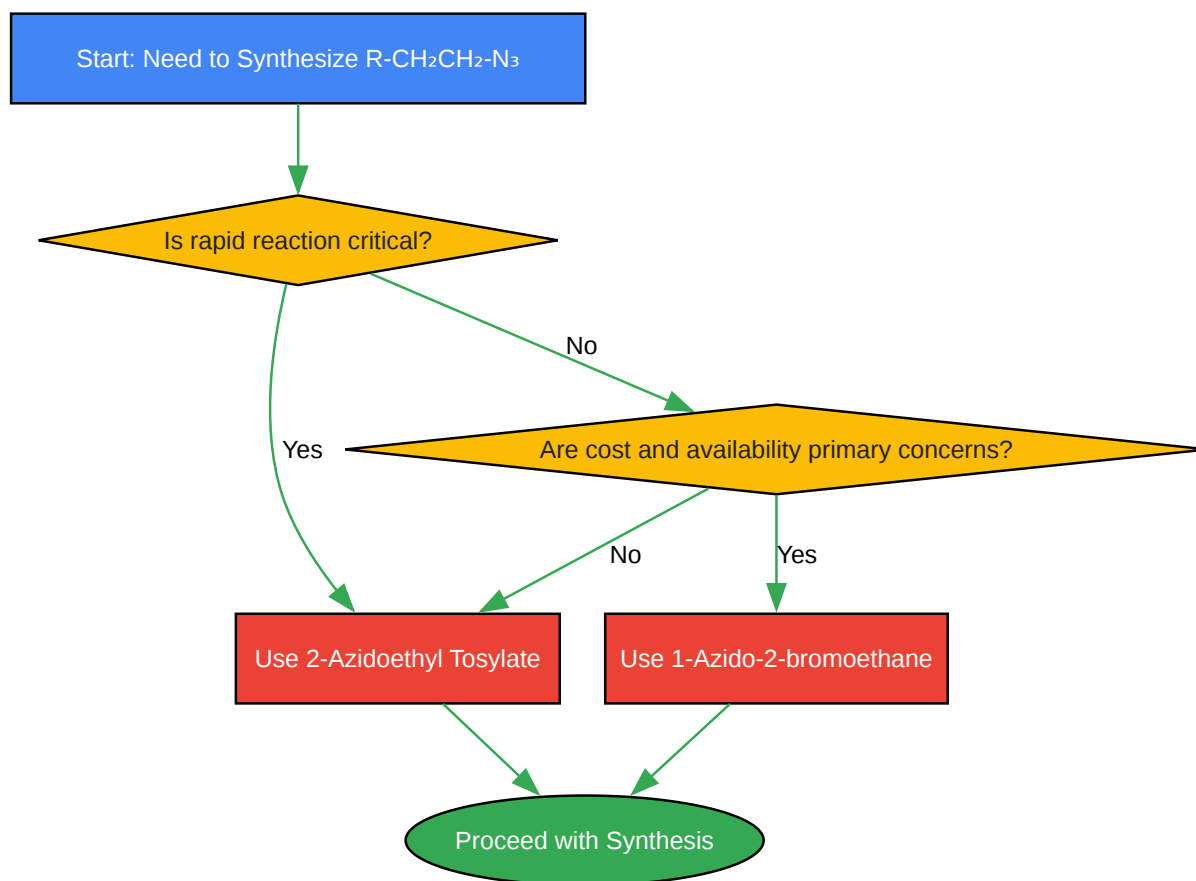 Start: Need to Synthesize R-CH₂CH₂-N₃
Is rapid reaction critical?
No
Yes
Are cost and availability primary concerns?
No
Yes
Use 2-Azidoethyl Tosylate
Use 1-Azido-2-bromoethane
Proceed with Synthesis